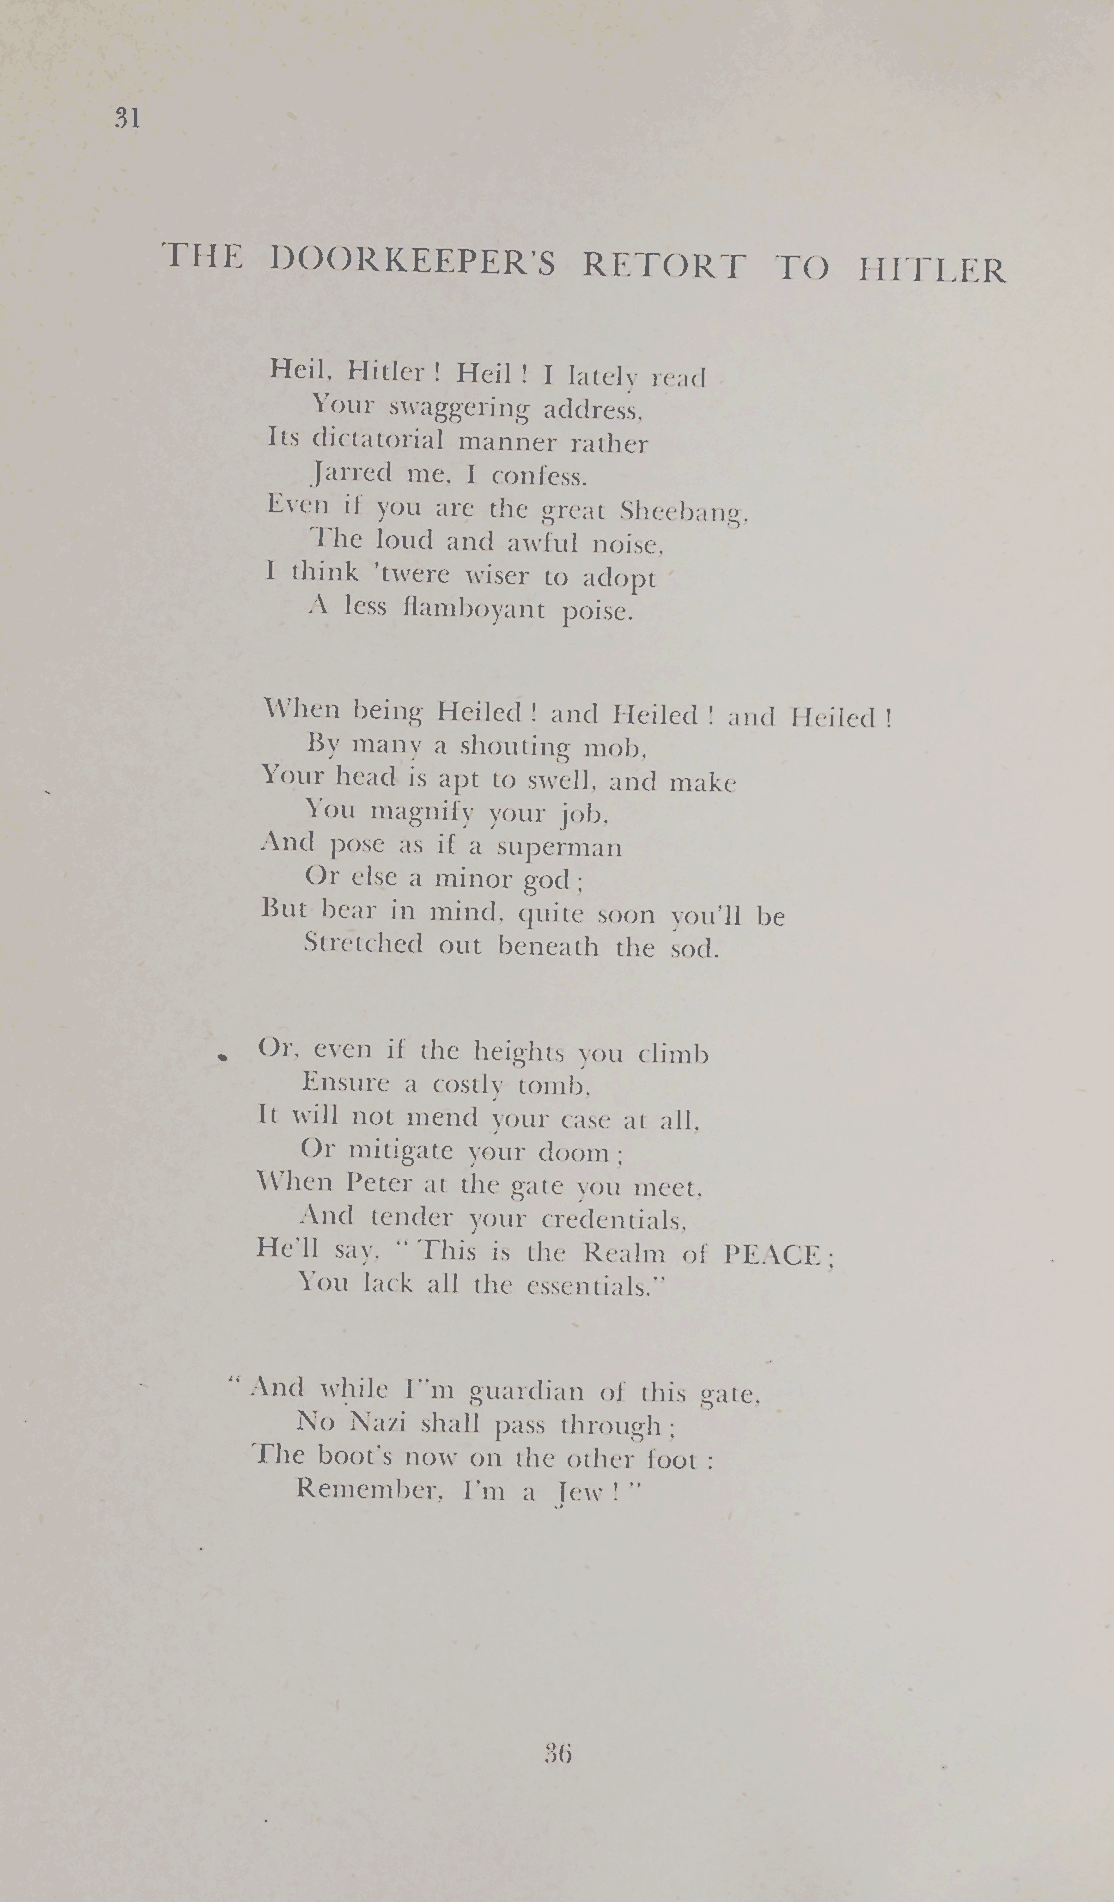 31
THE DOORKEEPER'S RETORT TO HITLER
Heil, Hitler ! Heil ! I lately read
Your swaggering address,
Its dictatorial manner rather
Jarred me, I confess.
Even if you are the great Sheebang,
The loud and awful noise,
I think 'twere wiser to adopt
A less flamboyant poise.
When being Heiled ! and Heiled ! and Heiled !
By many a shouting mob,
Your head is apt to swell, and make
You magnify your job,
And pose as if a superman
Or else a minor god ;
But bear in mind, quite soon you'll be
Stretched out beneath the sod.
Or, even if the heights you climb
Ensure a costly tomb,
It will not mend your case at all,
Or mitigate your doom ;
When Peter at the gate you meet,
And tender your credentials,
He'll say, "This is the Realm of PEACE ;
You lack all the essentials."
"And while I"m guardian of this gate,
No Nazi shall pass through ;
The boot's now on the other foot :
Remember, I'm a Jew ! "
36